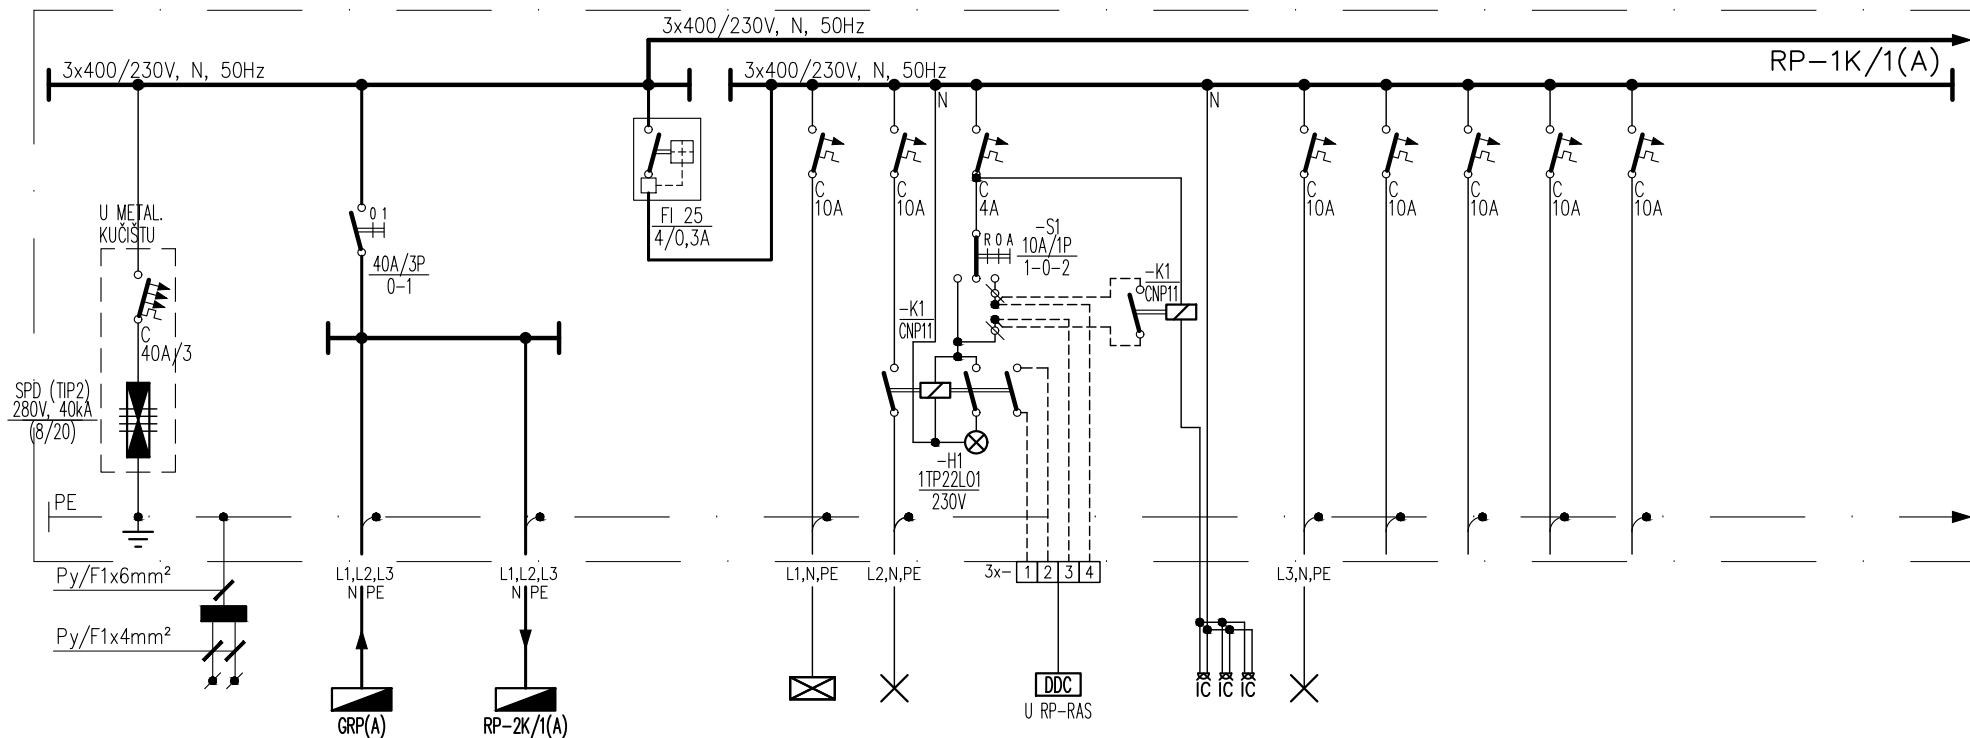 3x400/230V, N, 50Hz
3x400/230V, N, 50Hz
3x400/230V, N, 50Hz
RP-1K/1(A)
N
N
U METAL.
KUČIŠTU
C
40A/3
SPD (TIP2)
280V, 40kA
(8/20)
0 1
40A/3P
0-1
FI 25
4/0,3A
C
10A
C
10A
C
4A
R 0 A
-S1
10A/1P
1-0-2
-K1
CNP11
-K1
CNP11
-H1
1TP22L01
230V
C
10A
C
10A
C
10A
C
10A
C
10A
PE
Py/F1x6mm²
Py/F1x4mm²
L1,L2,L3
N PE
L1,L2,L3
N PE
L1,N,PE
L2,N,PE
3x-
1 2 3 4
L3,N,PE
GRP(A)
RP-2K/1(A)
DDC
U RP-RAS
IC IC IC